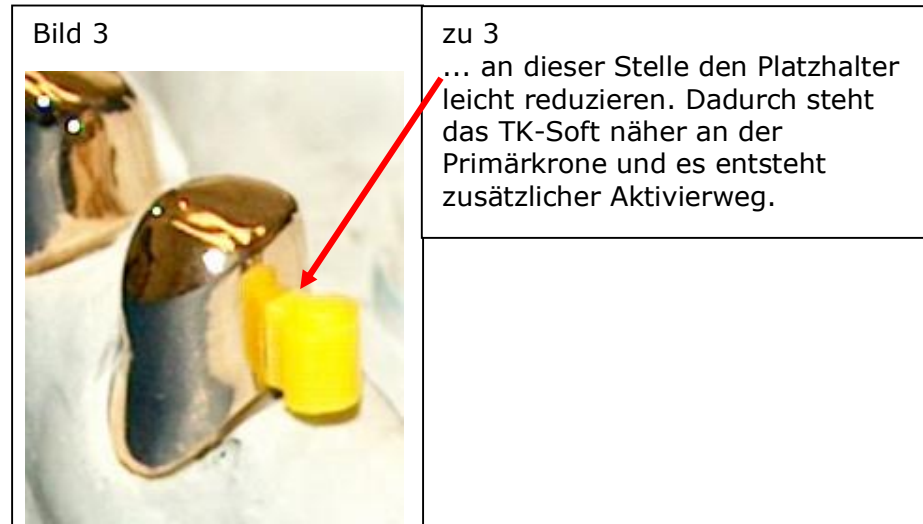 Bild 3
zu 3
... an dieser Stelle den Platzhalter
leicht reduzieren. Dadurch steht
das TK-Soft näher an der
Primärkrone und es entsteht
zusätzlicher Aktivierweg.